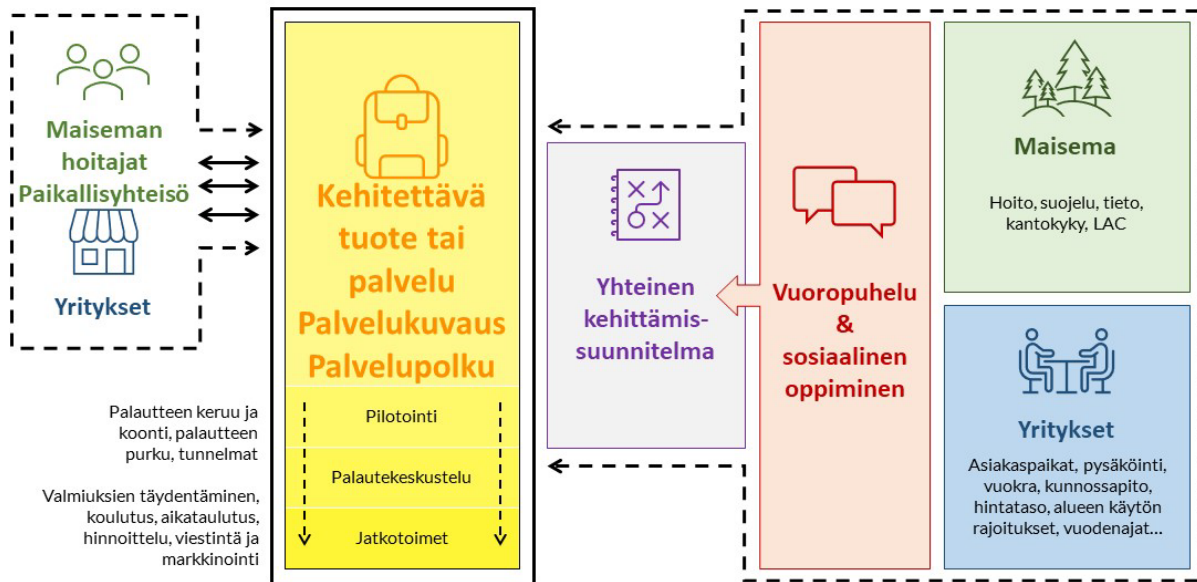 Maiseman
hoitajat
Paikallisyhteisö
Yritykset
Palautteen keruu ja
koonti, palautteen
purku, tunnelmat
Valmiuksien täydentäminen,
koulutus, aikataulutus,
hinnoittelu, viestintä ja
markkinointi
Kehitettävä
tuote tai
palvelu
Palvelukuvaus
Palvelupolku
Pilotointi
Palautekeskustelu
Jatkotoimet
Yhteinen
kehittämis-
suunnitelma
Vuoropuhelu
&
sosiaalinen
oppiminen
Maisema
Hoito, suojelu, tieto,
kantokyky, LAC
Yritykset
Asiakaspaikat, pysäköinti,
vuokra, kunnossapito,
hintataso, alueen käytön
rajoitukset, vuodenajat...